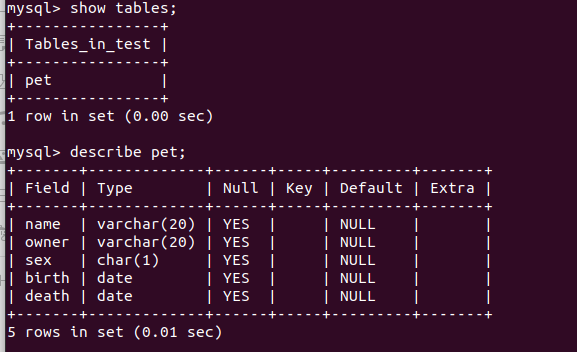 mysql> show tables;
+----------------+
| Tables_in_test |
+----------------+
| pet            |
+----------------+
1 row in set (0.00 sec)
mysql> describe pet;
+-------+-------------+------+-----+---------+-------+
| Field | Type        | Null | Key | Default | Extra |
+-------+-------------+------+-----+---------+-------+
| name  | varchar(20) | YES  |     | NULL    |       |
| owner | varchar(20) | YES  |     | NULL    |       |
| sex   | char(1)     | YES  |     | NULL    |       |
| birth | date        | YES  |     | NULL    |       |
| death | date        | YES  |     | NULL    |       |
+-------+-------------+------+-----+---------+-------+
5 rows in set (0.01 sec)